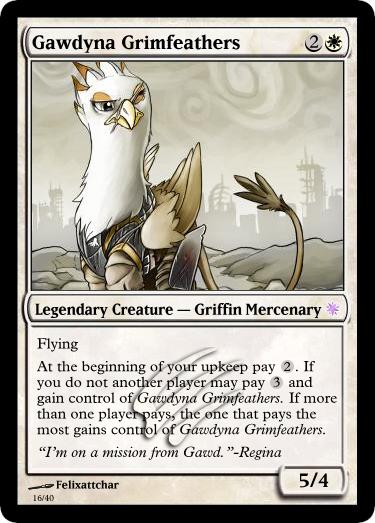 Gawdyna Grimfeathers 2
Legendary Creature — Griffin Mercenary
Flying
At the beginning of your upkeep pay 2. If
you do not another player may pay 3 and
gain control of Gawdyna Grimfeathers. If more
than one player pays, the one that pays the
most gains control of Gawdyna Grimfeathers.
“I'm on a mission from Gawd.”-Regina
5/4
Felixattchar
16/40